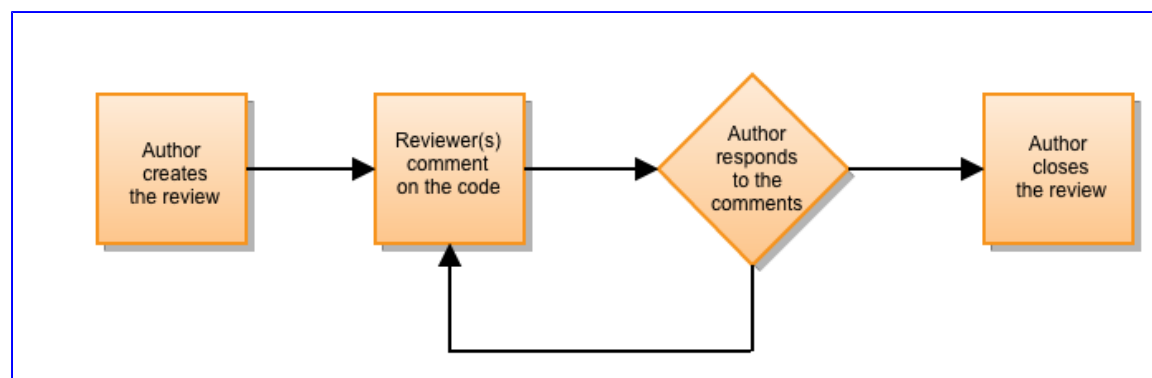 Author
creates
the review
Reviewer(s)
comment
on the code
Author
responds
to the
comments
Author
closes
the review